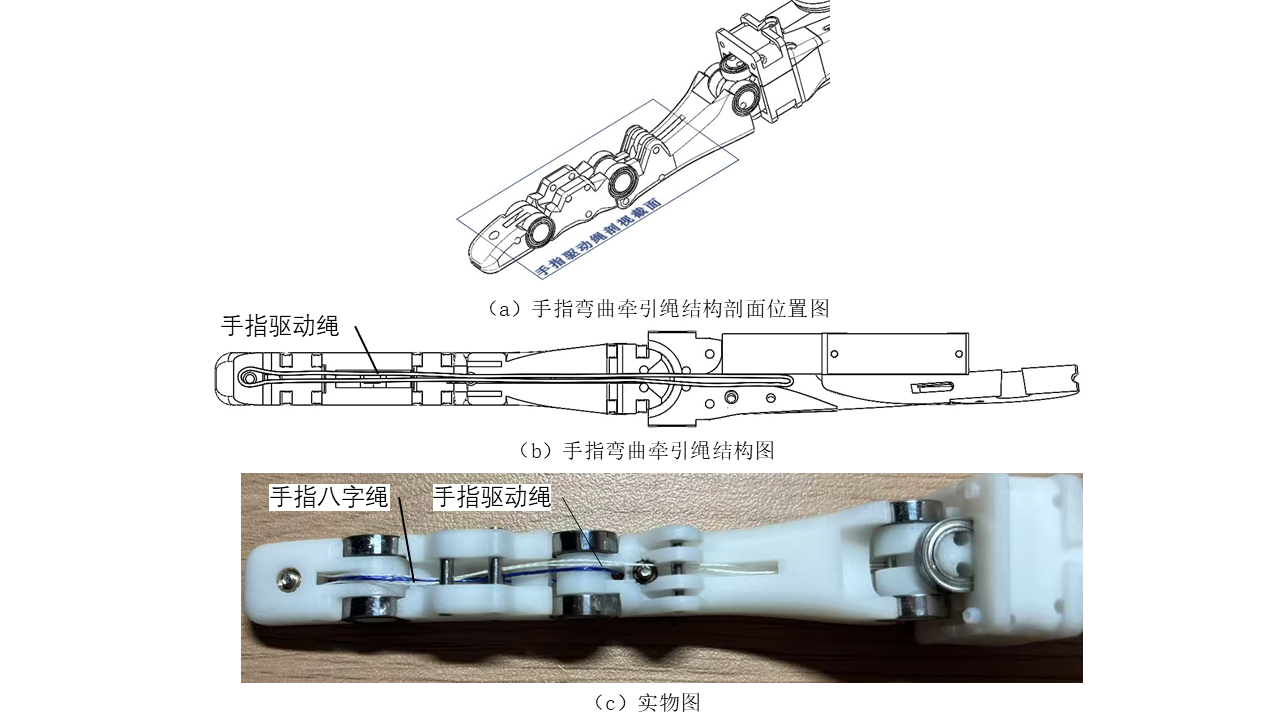 手指驱动绳剖视截面
（a）手指弯曲牵引绳结构剖面位置图
手指驱动绳
（b）手指弯曲牵引绳结构图
手指八字绳 手指驱动绳
（c）实物图